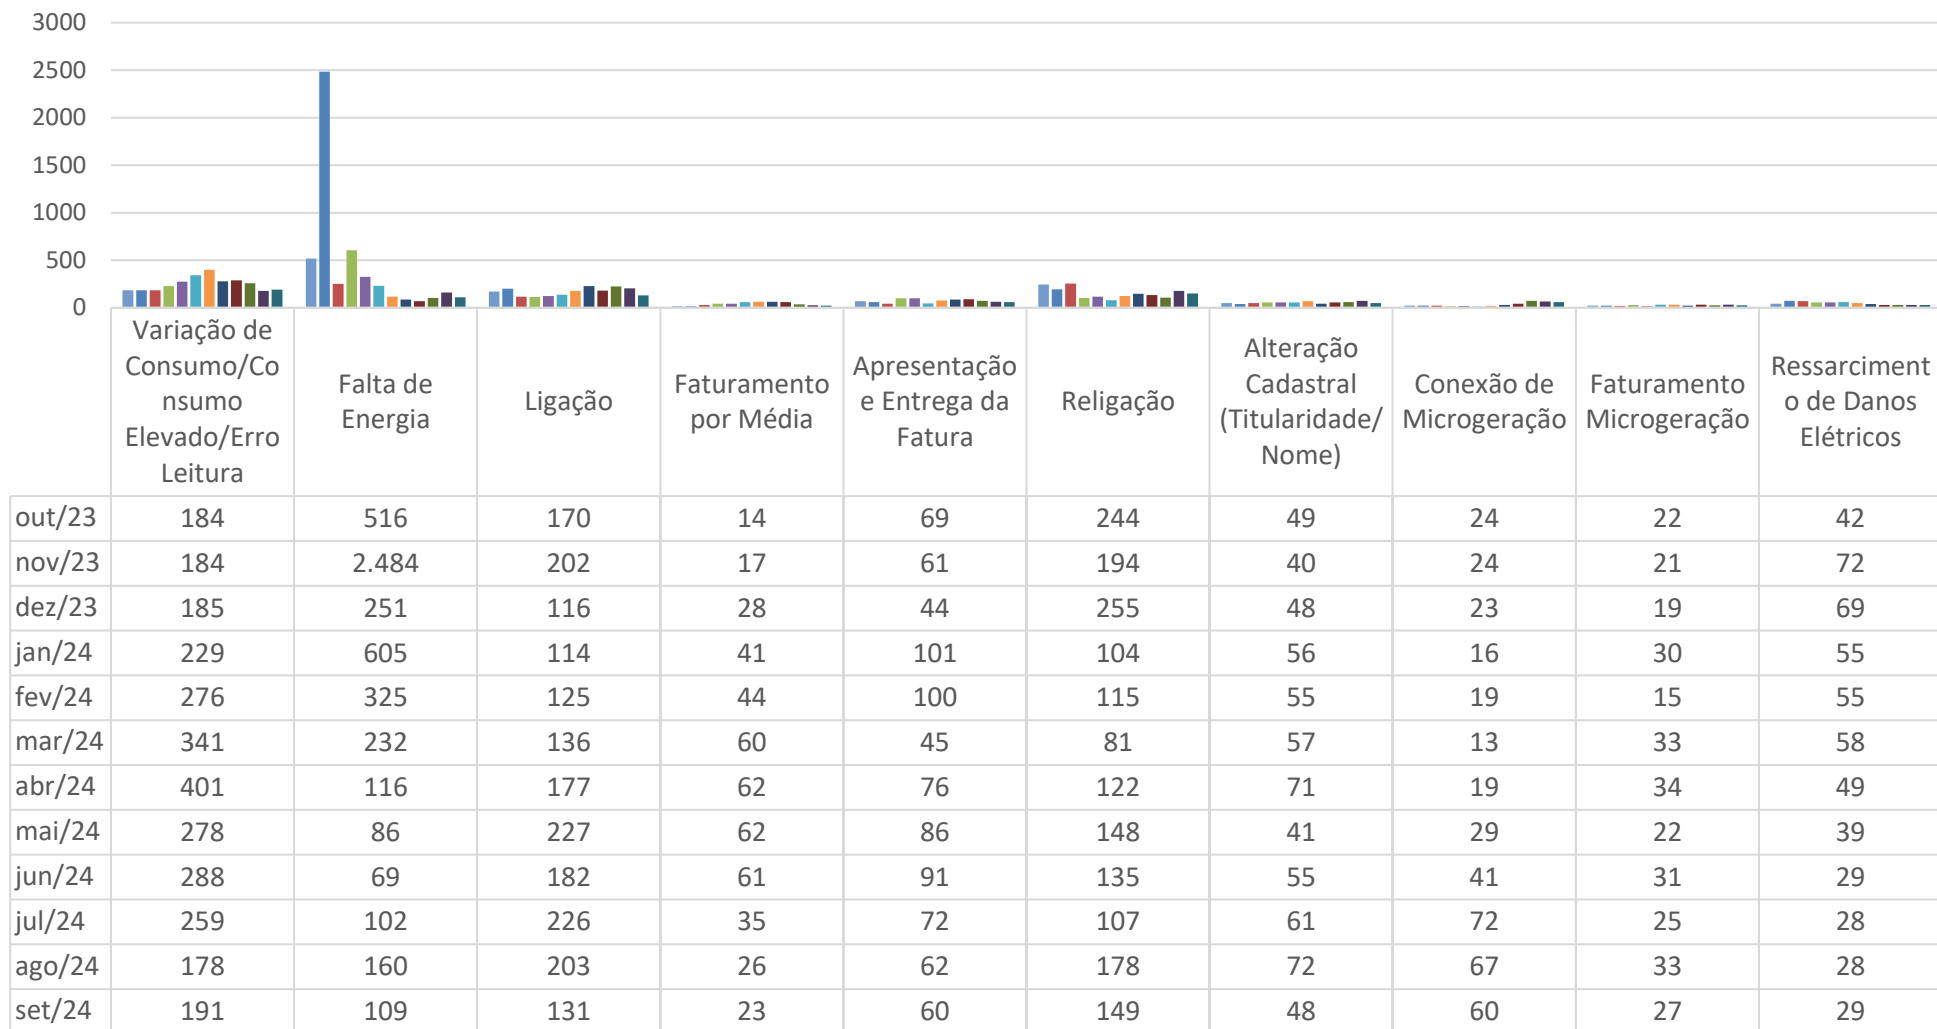 3000
2500
2000
1500
1000
500
0
Variação de
Consumo/Co
nsumo
Elevado/Erro
Leitura
Falta de
Energia
Ligação
Faturamento
por Média
Apresentação
e Entrega da
Fatura
Religação
Alteração
Cadastral
(Titularidade/
Nome)
Conexão de
Microgeração
Faturamento
Microgeração
Ressarciment
o de Danos
Elétricos
out/23 184 516 170 14 69 244 49 24 22 42
nov/23 184 2.484 202 17 61 194 40 24 21 72
dez/23 185 251 116 28 44 255 48 23 19 69
jan/24 229 605 114 41 101 104 56 16 30 55
fev/24 276 325 125 44 100 115 55 19 15 55
mar/24 341 232 136 60 45 81 57 13 33 58
abr/24 401 116 177 62 76 122 71 19 34 49
mai/24 278 86 227 62 86 148 41 29 22 39
jun/24 288 69 182 61 91 135 55 41 31 29
jul/24 259 102 226 35 72 107 61 72 25 28
ago/24 178 160 203 26 62 178 72 67 33 28
set/24 191 109 131 23 60 149 48 60 27 29